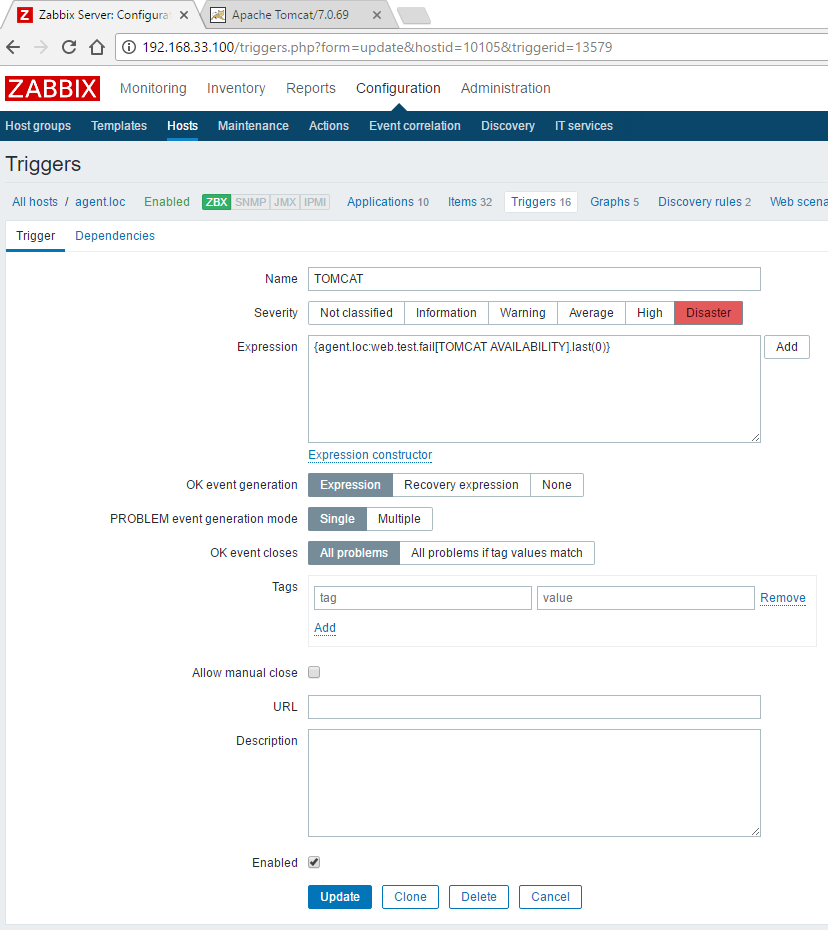 Zabbix Server: Configura
Apache Tomcat/7.0.69
192.168.33.100/triggers.php?form=update&hostid=10105&triggerid=13579
ZABBIX Monitoring Inventory Reports Configuration Administration
Host groups Templates Hosts Maintenance Actions Event correlation Discovery IT services
Triggers
All hosts / agent.loc Enabled ZBX SNMP JMX IPMI Applications 10 Items 32 Triggers 16 Graphs 5 Discovery rules 2 Web scena
Trigger Dependencies
Name TOMCAT
Severity Not classified Information Warning Average High Disaster
Expression {agent.loc:web.test.fail[TOMCAT AVAILABILITY].last(0)} Add
Expression constructor
OK event generation Expression Recovery expression None
PROBLEM event generation mode Single Multiple
OK event closes All problems All problems if tag values match
Tags tag value Remove
Add
Allow manual close
URL
Description
Enabled
Update Clone Delete Cancel